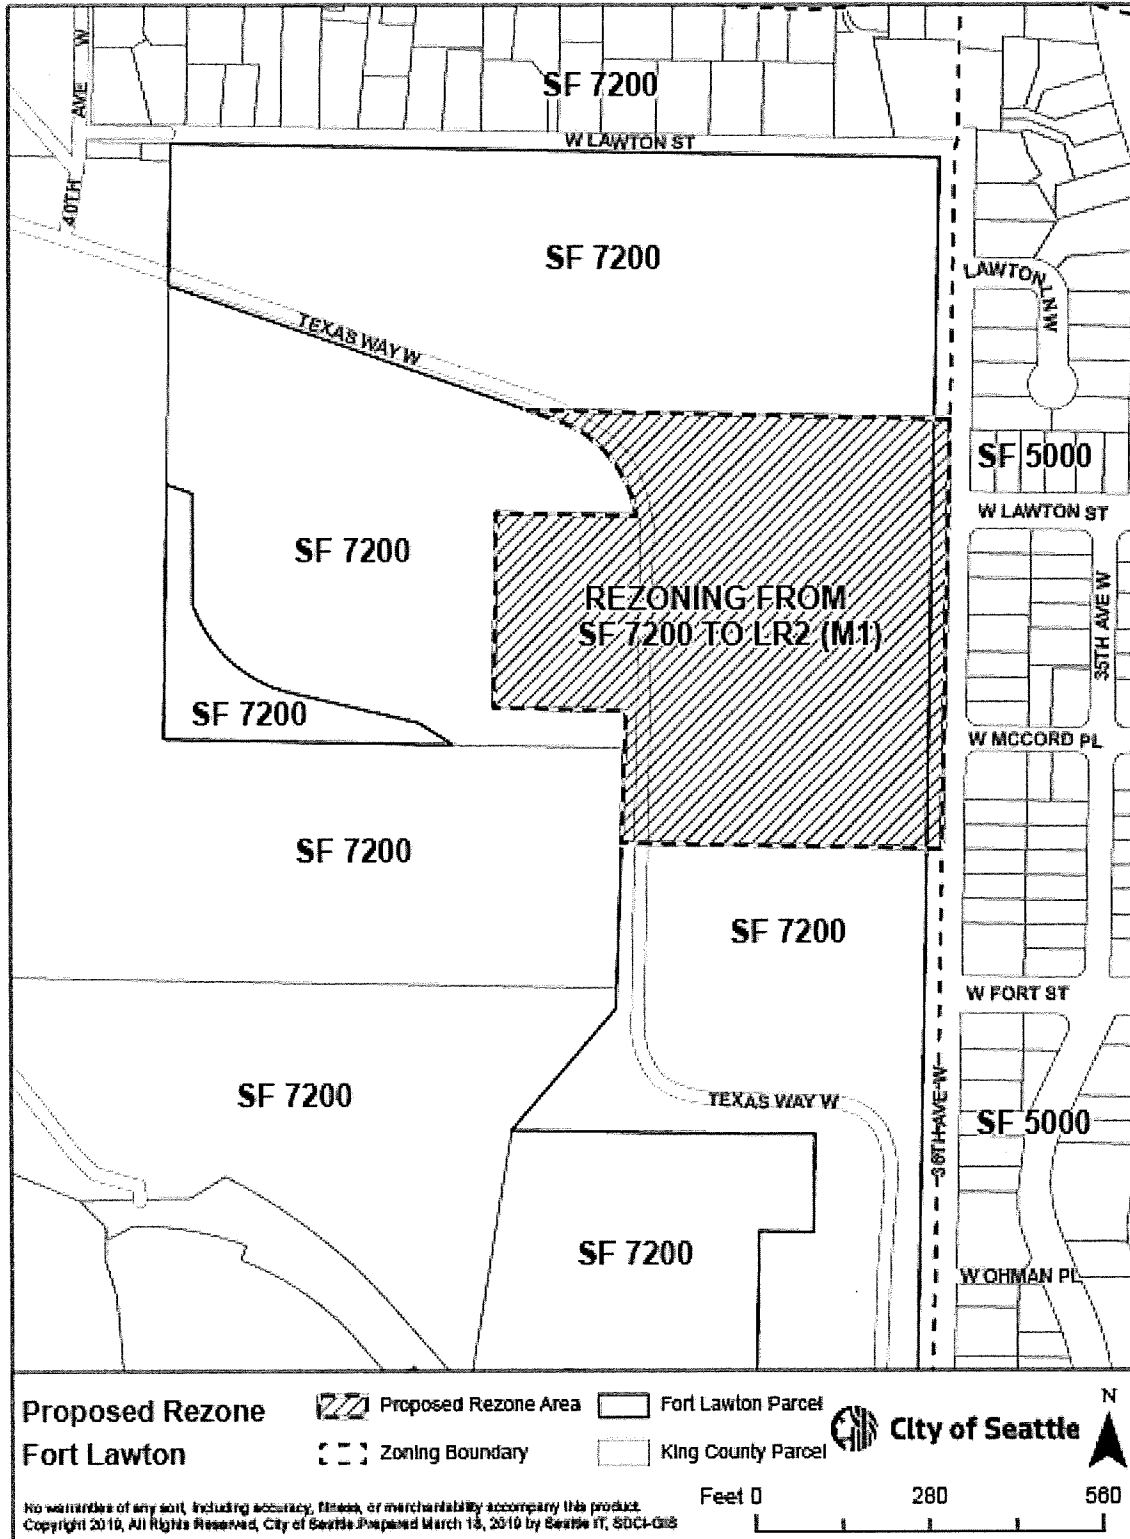 SF 7200
AVE W
W LAWTON ST
40TH
SF 7200
LAWTON LN W
TEXAS WAY W
SF 5000
W LAWTON ST
SF 7200
35TH AVE W
REZONING FROM
SF 7200 TO LR2 (M1)
SF 7200
W MCCORD PL
SF 7200
SF 7200
W FORT ST
SF 7200
TEXAS WAY W
36TH AVE W
SF 5000
SF 7200
W OHMAN PL
Proposed Rezone
Fort Lawton
Proposed Rezone Area
Fort Lawton Parcel
Zoning Boundary
King County Parcel
City of Seattle
N
No warranties of any sort, including accuracy, fitness, or merchantability accompany this product.
Copyright 2019, All Rights Reserved, City of Seattle. Prepared March 18, 2019 by Seattle IT, SDCI-GIS
Feet 0 280 560